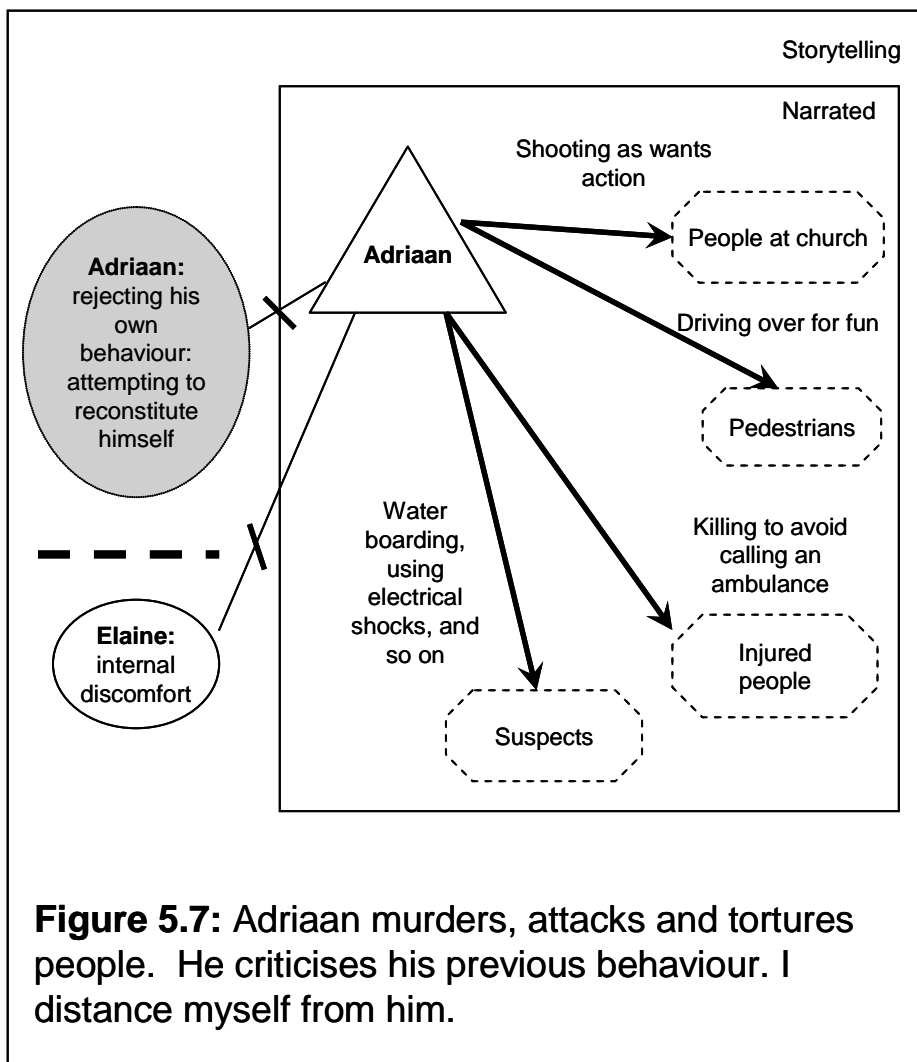 Storytelling
Narrated
Shooting as wants
action
People at church
Adriaan
Adriaan:
rejecting his
own
behaviour:
attempting to
reconstitute
himself
Driving over for fun
Pedestrians
Water
boarding,
using
electrical
shocks, and
so on
Killing to avoid
calling an
ambulance
Elaine:
internal
discomfort
Injured
people
Suspects
Figure 5.7: Adriaan murders, attacks and tortures
people. He criticises his previous behaviour. I
distance myself from him.